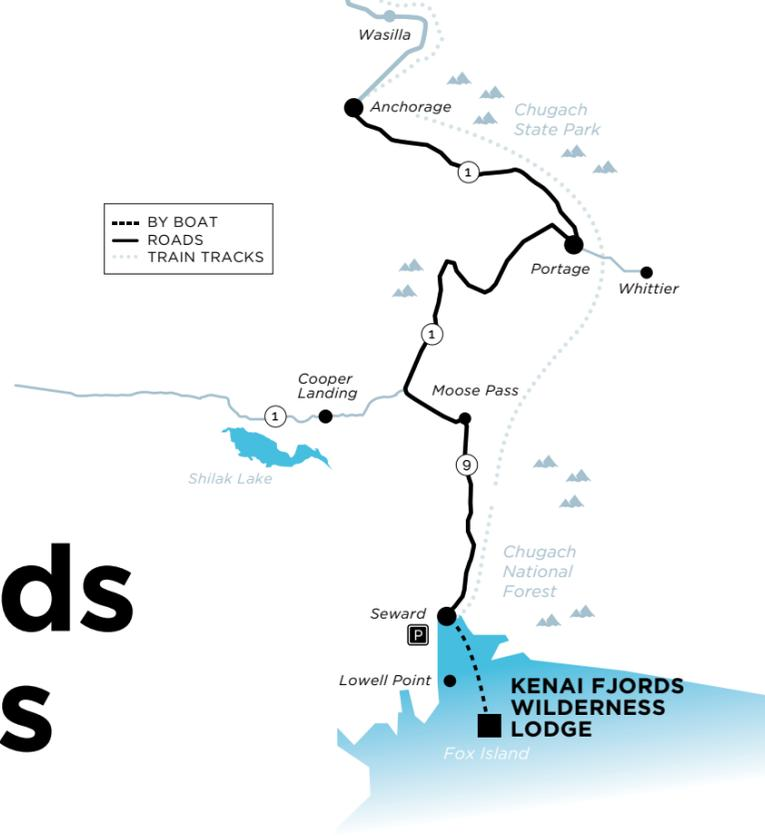 Wasilla
Anchorage
Chugach
State Park
1
BY BOAT
ROADS
TRAIN TRACKS
Portage
Whittier
1
Cooper
Landing
Moose Pass
1
9
Shilak Lake
ds
Chugach
National
Forest
Seward
P
Lowell Point
s
KENAI FJORDS
WILDERNESS
LODGE
Fox Island